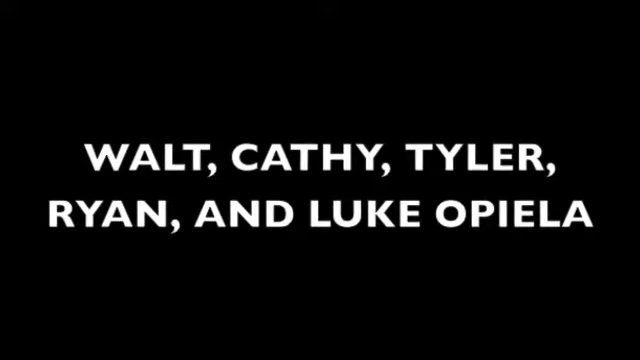 WALT, CATHY, TYLER,
RYAN, AND LUKE OPIELA